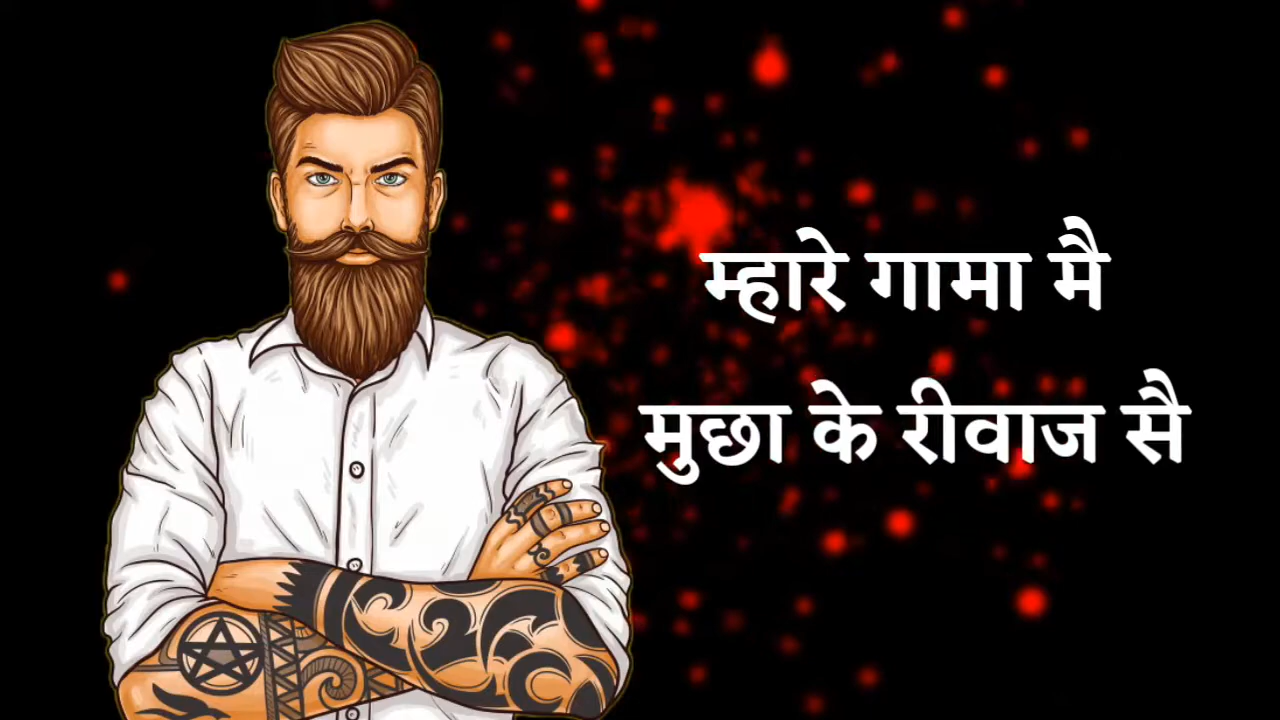 म्हारे गामा मै
मुछा के रीवाज सै